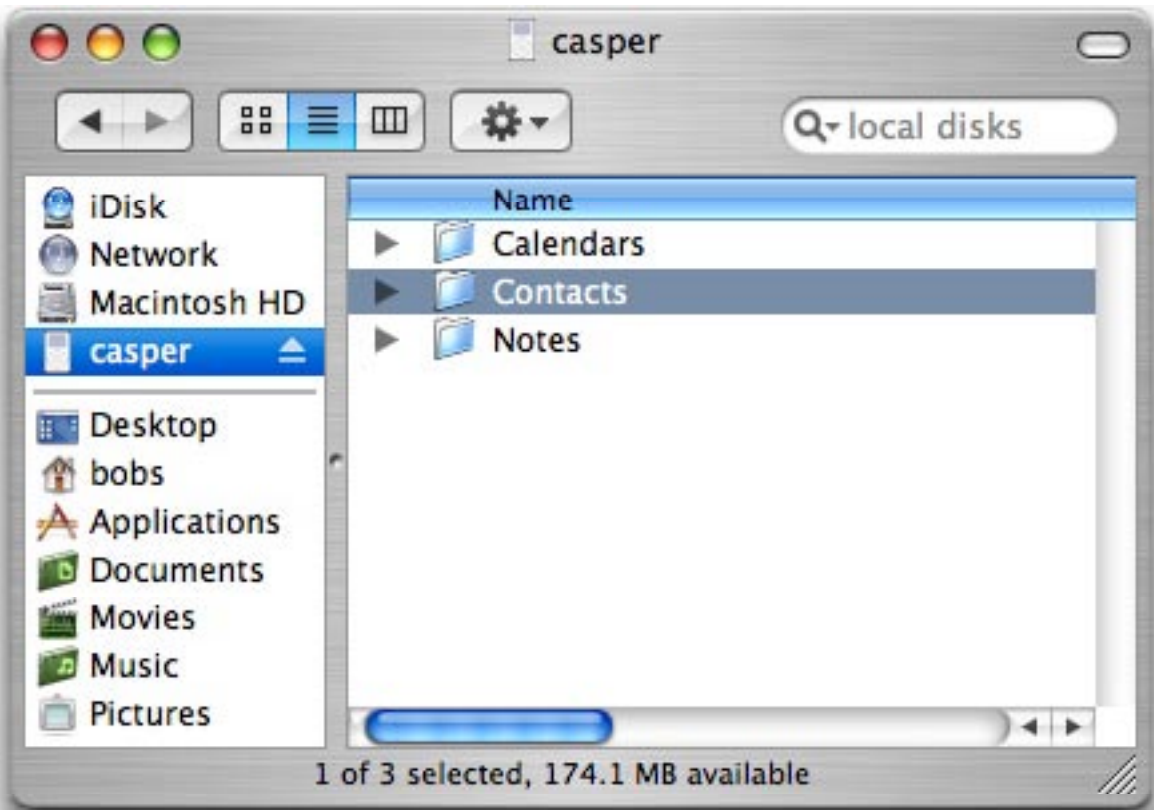 casper
local disks
iDisk
Network
Macintosh HD
casper
Desktop
bobs
Applications
Documents
Movies
Music
Pictures
Name
Calendars
Contacts
Notes
1 of 3 selected, 174.1 MB available